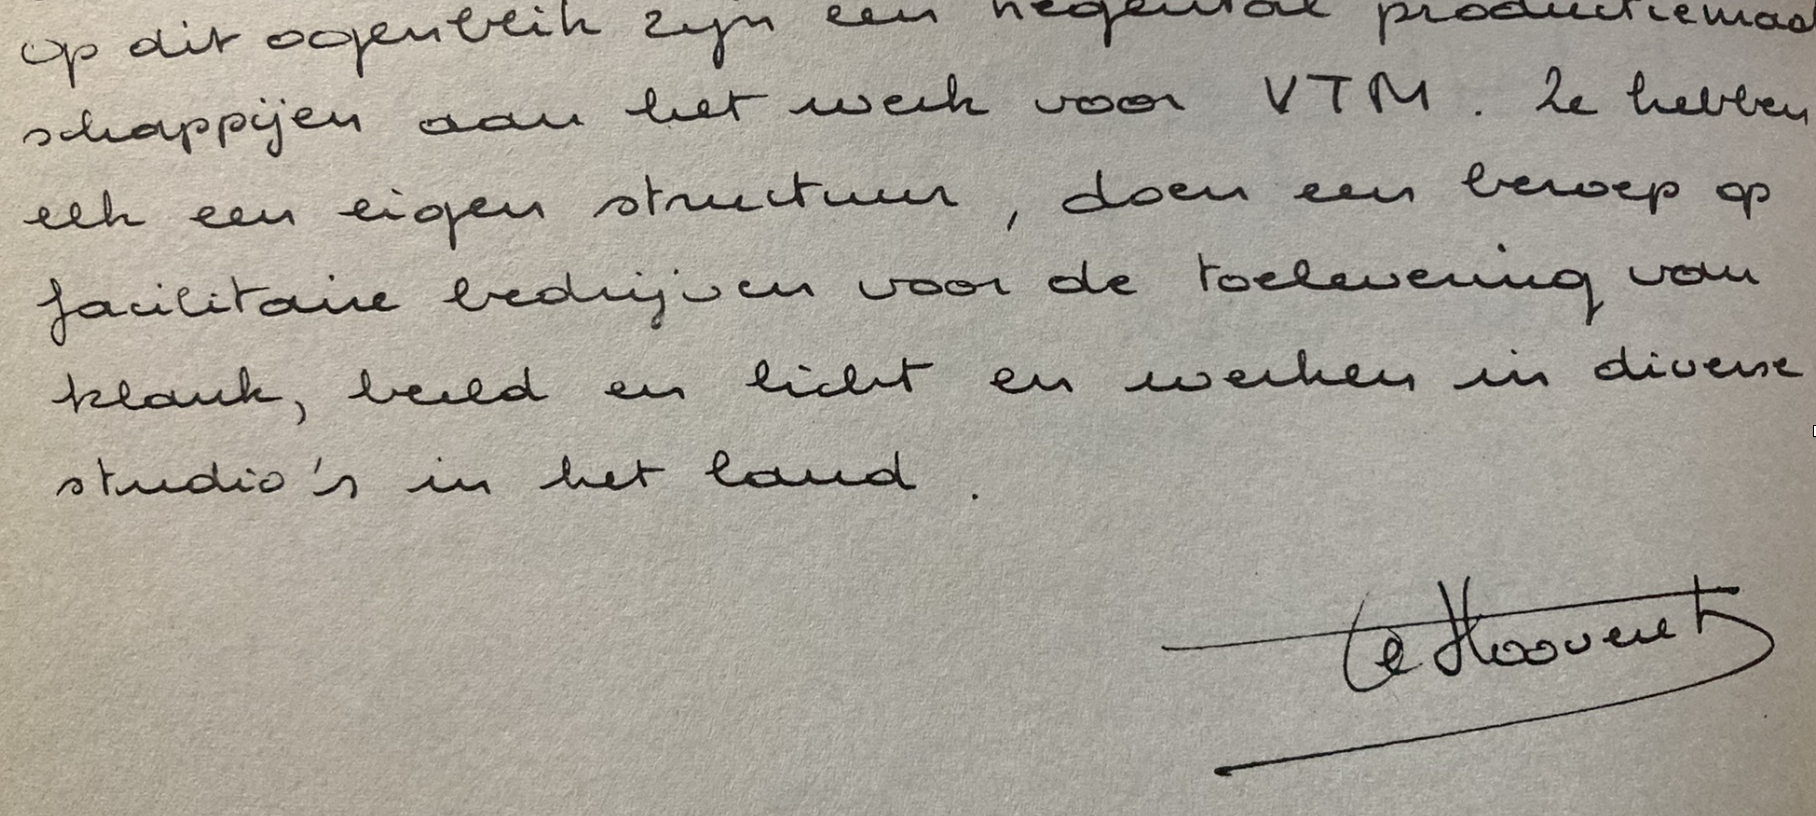 op dit ogenblik zijn een negental productiemaat
schappijen aan het werk voor VTM. Ze hebben
elk een eigen structuur, doen een beroep op
facilitaire bedrijven voor de toelevering van
klank, beeld en licht en werken in diverse
studio's in het land.